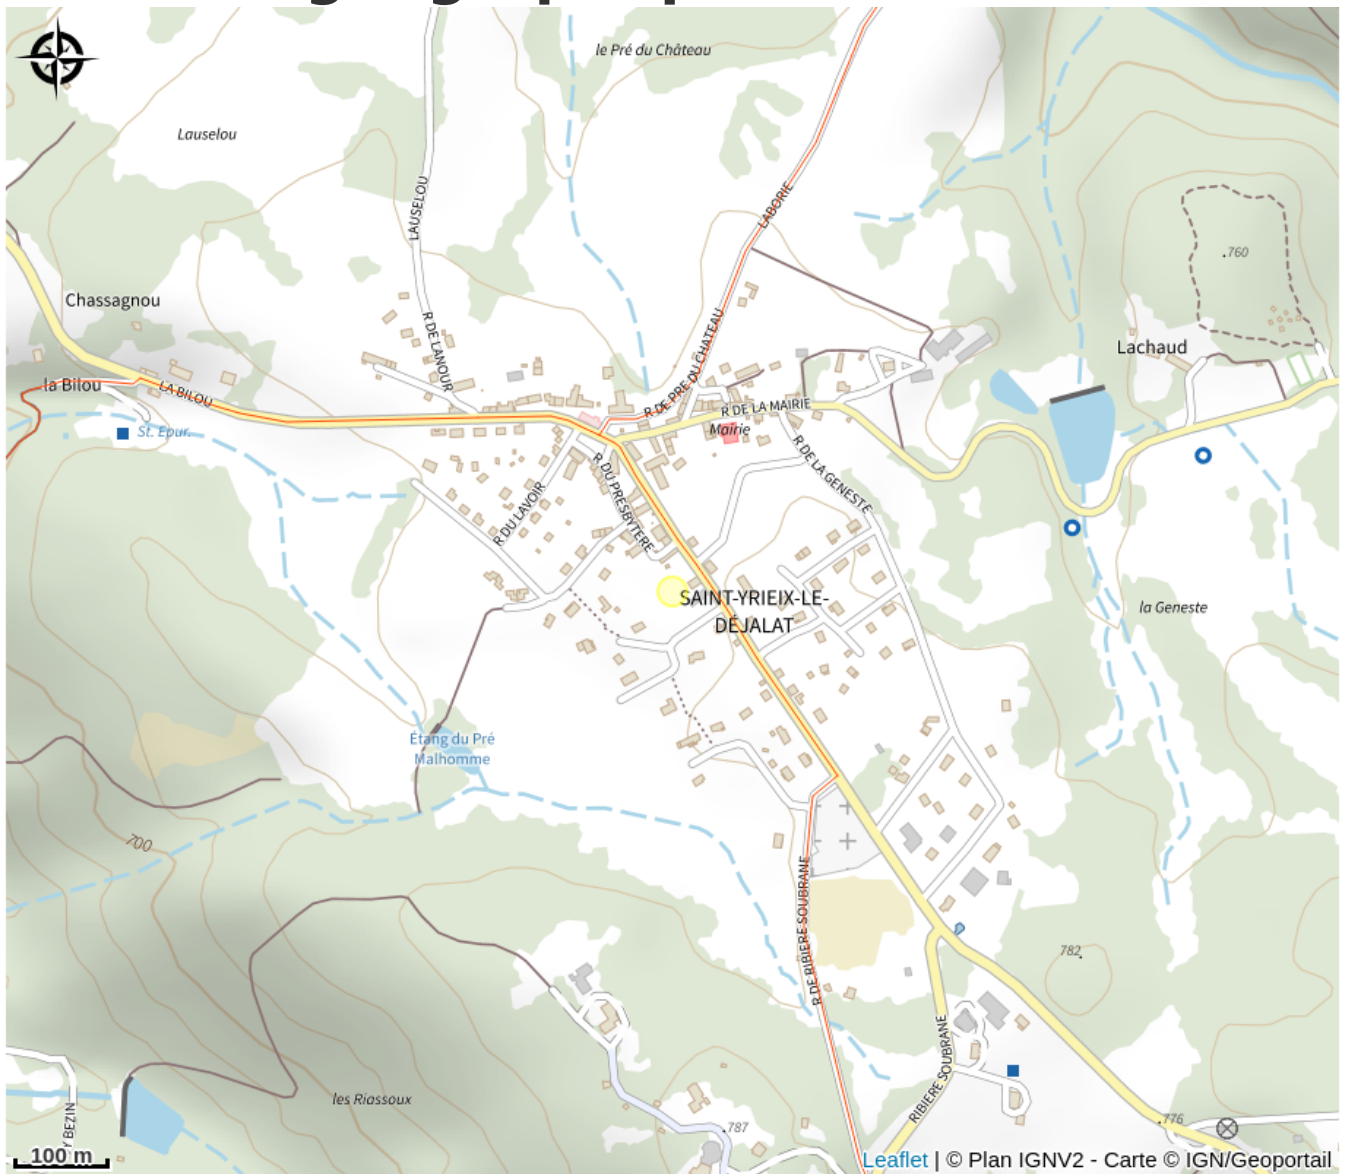 le Pré du Château
Lauselou
LAUSELOU
LABORIE
760
Chassagnou
R DE LANOUR
R DE PRE DU CHATEAU
Lachaud
la Bilou
LA BILOU
R DE LA MAIRIE
Mairie
St. Epur.
R DU LAVOIR
R DU PRESBYTERE
R DE LA GENESTE
SAINT-YRIEIX-LE-
DÉJALAT
la Geneste
Étang du Pré
Malhomme
700
R DE RIBIERE SOUBRANE
782
RIBIERE SOUBRANE
les Riassoux
Y BEZIN
787
776
100 m
Leaflet | © Plan IGNV2 - Carte © IGN/Geoportail